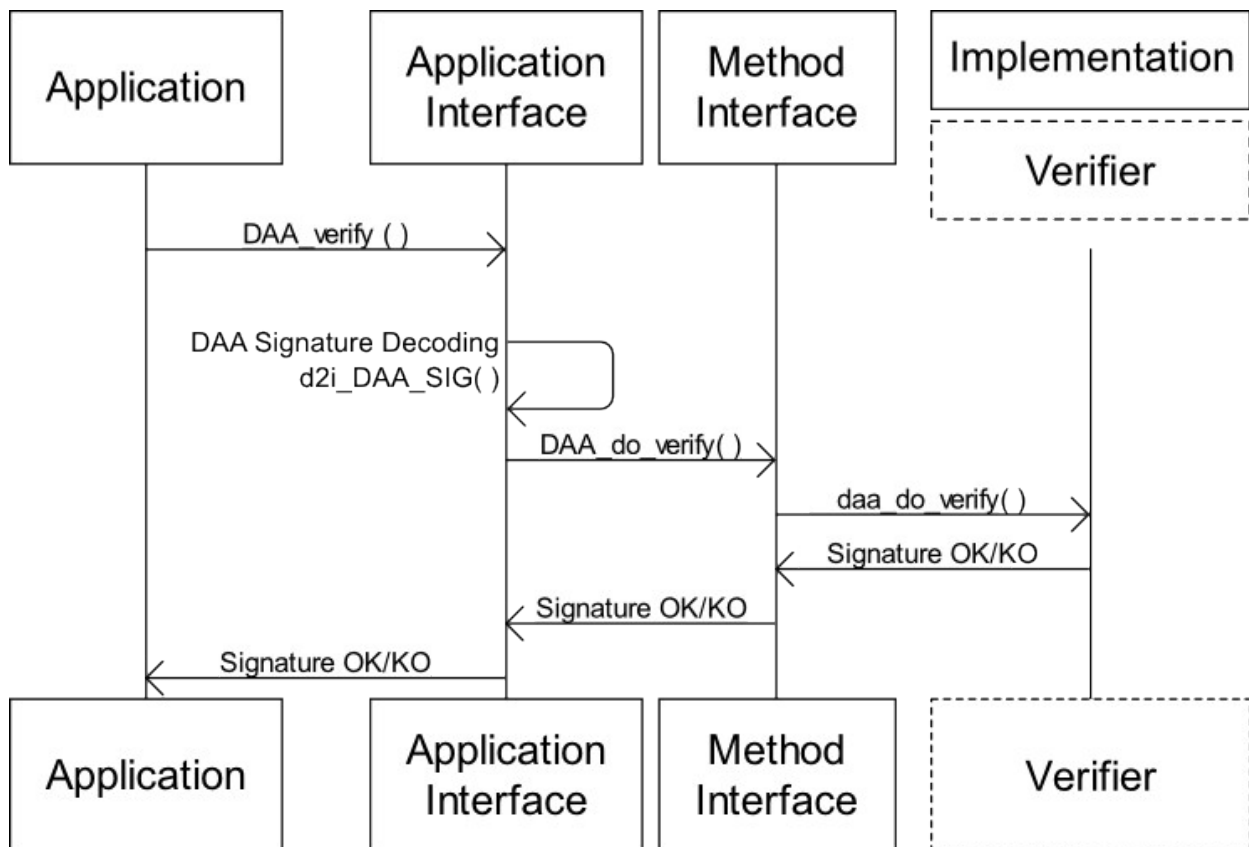 Application
Application
Interface
Method
Interface
Implementation
Verifier
DAA_verify ( )
DAA Signature Decoding
d2i_DAA_SIG( )
DAA_do_verify( )
daa_do_verify( )
Signature OK/KO
Signature OK/KO
Signature OK/KO
Application
Application
Interface
Method
Interface
Verifier